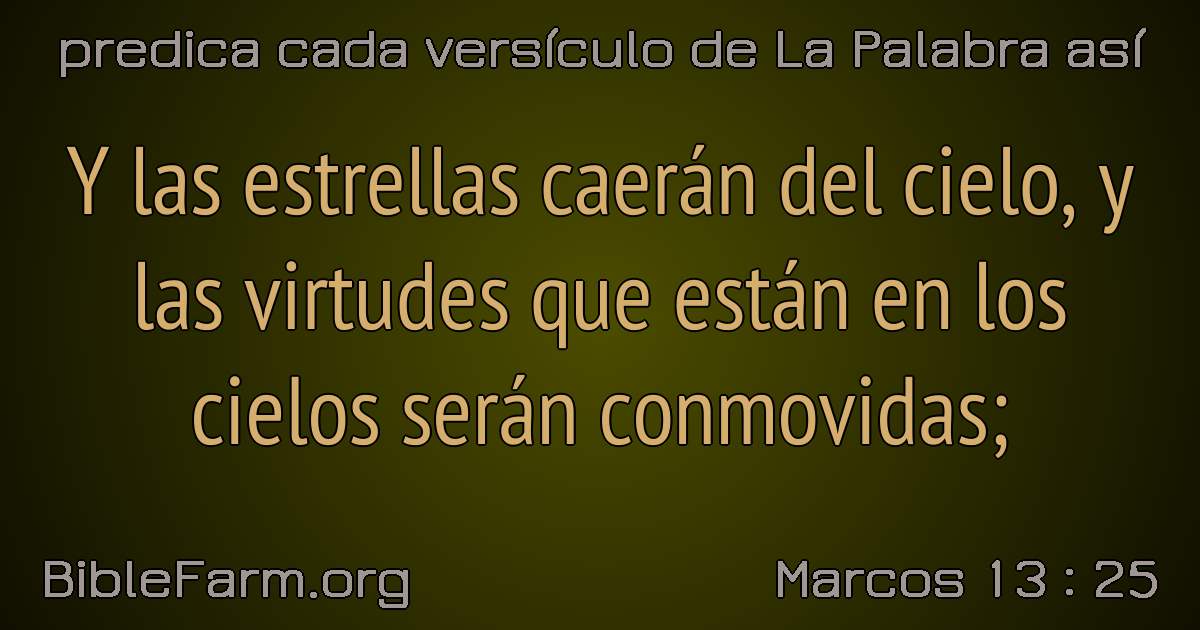 predica cada versículo de La Palabra así
Y las estrellas caerán del cielo, y
las virtudes que están en los
cielos serán conmovidas;
BibleFarm.org
Marcos 13 : 25